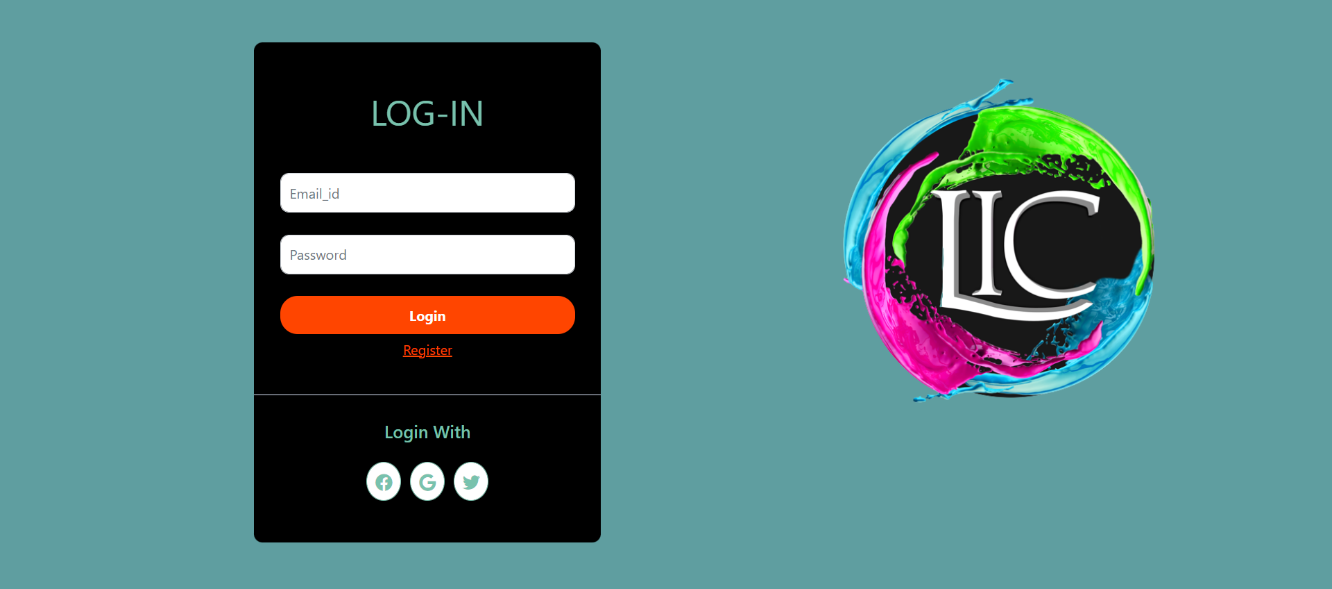 LOG-IN
Email_id
Password
Login
Register
Login With
LIC